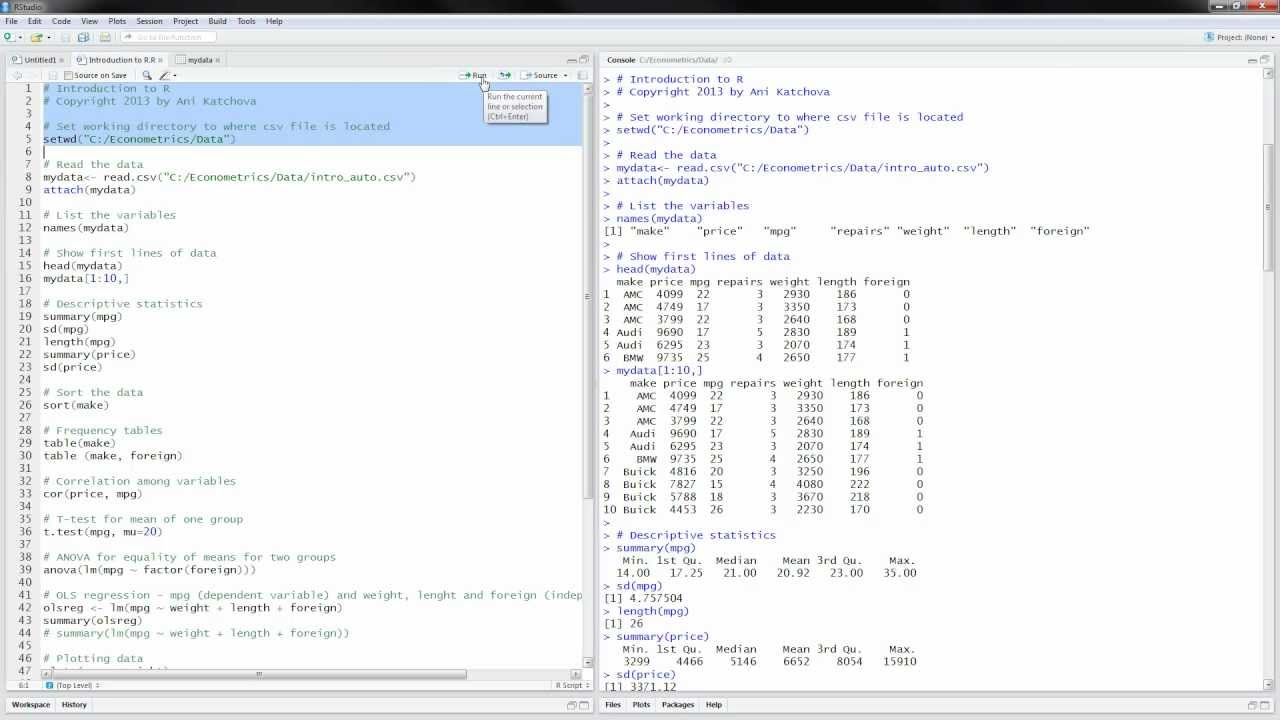 RStudio
File Edit Code View Plots Session Project Build Tools Help
Go to file/function
Project: (None)
Untitled1 × Introduction to R.R × mydata ×
Source on Save Run Source
Run the current
line or selection
(Ctrl+Enter)
1 # Introduction to R
2 # Copyright 2013 by Ani Katchova
3
4 # Set working directory to where csv file is located
5 setwd("C:/Econometrics/Data")
6
7 # Read the data
8 mydata<- read.csv("C:/Econometrics/Data/intro_auto.csv")
9 attach(mydata)
10
11 # List the variables
12 names(mydata)
13
14 # Show first lines of data
15 head(mydata)
16 mydata[1:10,]
17
18 # Descriptive statistics
19 summary(mpg)
20 sd(mpg)
21 length(mpg)
22 summary(price)
23 sd(price)
24
25 # Sort the data
26 sort(make)
27
28 # Frequency tables
29 table(make)
30 table (make, foreign)
31
32 # Correlation among variables
33 cor(price, mpg)
34
35 # T-test for mean of one group
36 t.test(mpg, mu=20)
37
38 # ANOVA for equality of means for two groups
39 anova(lm(mpg ~ factor(foreign)))
40
41 # OLS regression - mpg (dependent variable) and weight, lenght and foreign (indep
42 olsreg <- lm(mpg ~ weight + length + foreign)
43 summary(olsreg)
44 # summary(lm(mpg ~ weight + length + foreign))
45
46 # Plotting data
47
6:1 (Top Level) R Script
Workspace History
Console C:/Econometrics/Data/
> # Introduction to R
> # Copyright 2013 by Ani Katchova
>
> # Set working directory to where csv file is located
> setwd("C:/Econometrics/Data")
>
> # Read the data
> mydata<- read.csv("C:/Econometrics/Data/intro_auto.csv")
> attach(mydata)
>
> # List the variables
> names(mydata)
[1] "make" "price" "mpg" "repairs" "weight" "length" "foreign"
>
> # Show first lines of data
> head(mydata)
make price mpg repairs weight length foreign
1 AMC 4099 22 3 2930 186 0
2 AMC 4749 17 3 3350 173 0
3 AMC 3799 22 3 2640 168 0
4 Audi 9690 17 5 2830 189 1
5 Audi 6295 23 3 2070 174 1
6 BMW 9735 25 4 2650 177 1
> mydata[1:10,]
make price mpg repairs weight length foreign
1 AMC 4099 22 3 2930 186 0
2 AMC 4749 17 3 3350 173 0
3 AMC 3799 22 3 2640 168 0
4 Audi 9690 17 5 2830 189 1
5 Audi 6295 23 3 2070 174 1
6 BMW 9735 25 4 2650 177 1
7 Buick 4816 20 3 3250 196 0
8 Buick 7827 15 4 4080 222 0
9 Buick 5788 18 3 3670 218 0
10 Buick 4453 26 3 2230 170 0
>
> # Descriptive statistics
> summary(mpg)
Min. 1st Qu. Median Mean 3rd Qu. Max.
14.00 17.25 21.00 20.92 23.00 35.00
> sd(mpg)
[1] 4.757504
> length(mpg)
[1] 26
> summary(price)
Min. 1st Qu. Median Mean 3rd Qu. Max.
3299 4466 5146 6652 8054 15910
> sd(price)
[1] 3371.12
Files Plots Packages Help